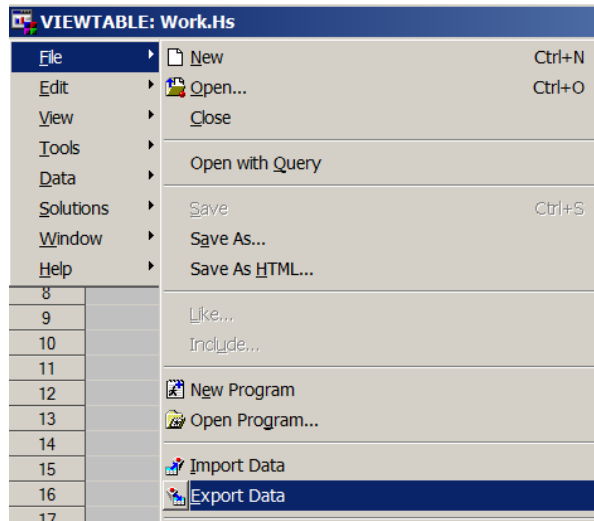 VIEWTABLE: Work.Hs
File
Edit
View
Tools
Data
Solutions
Window
Help
New Ctrl+N
Open... Ctrl+O
Close
Open with Query
Save Ctrl+S
Save As...
Save As HTML...
Like...
Include...
New Program
Open Program...
Import Data
Export Data
8
9
10
11
12
13
14
15
16
17